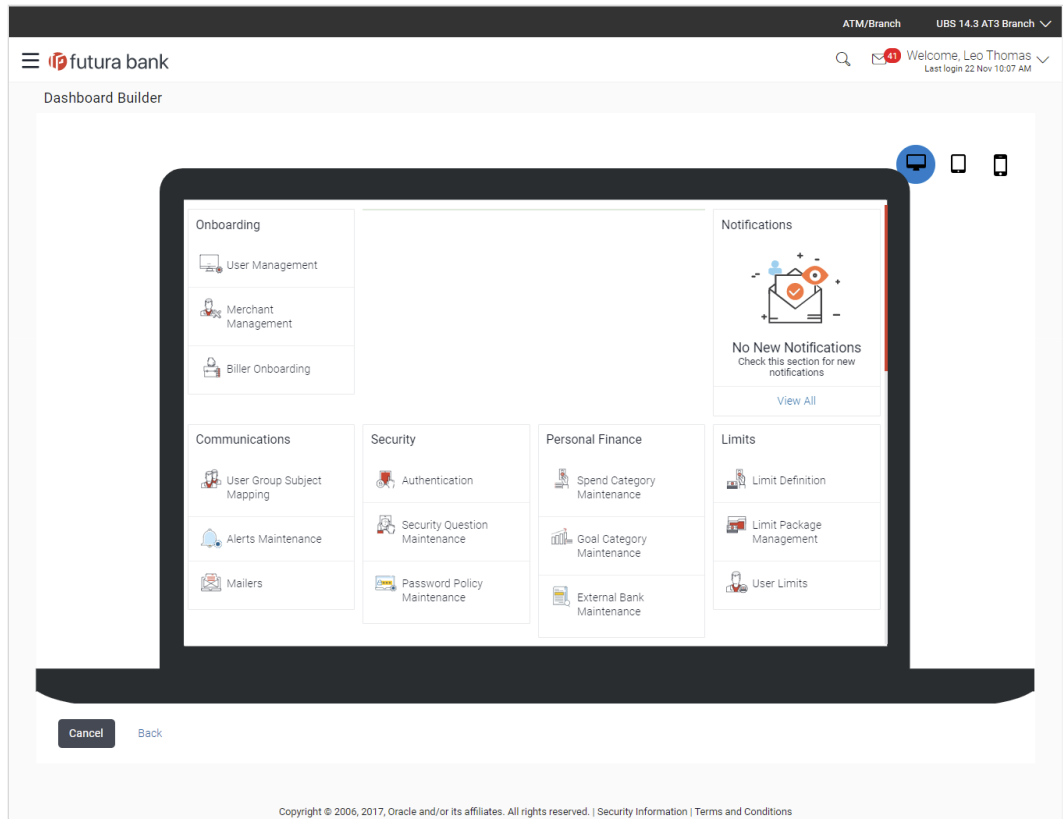 ATM/Branch UBS 14.3 AT3 Branch
futura bank
41 Welcome, Leo Thomas
Last login 22 Nov 10:07 AM
Dashboard Builder
Onboarding
User Management
Merchant
Management
Biller Onboarding
Notifications
No New Notifications
Check this section for new
notifications
View All
Communications
User Group Subject
Mapping
Alerts Maintenance
Mailers
Security
Authentication
Security Question
Maintenance
Password Policy
Maintenance
Personal Finance
Spend Category
Maintenance
Goal Category
Maintenance
External Bank
Maintenance
Limits
Limit Definition
Limit Package
Management
User Limits
Cancel Back
Copyright © 2006, 2017, Oracle and/or its affiliates. All rights reserved. | Security Information | Terms and Conditions